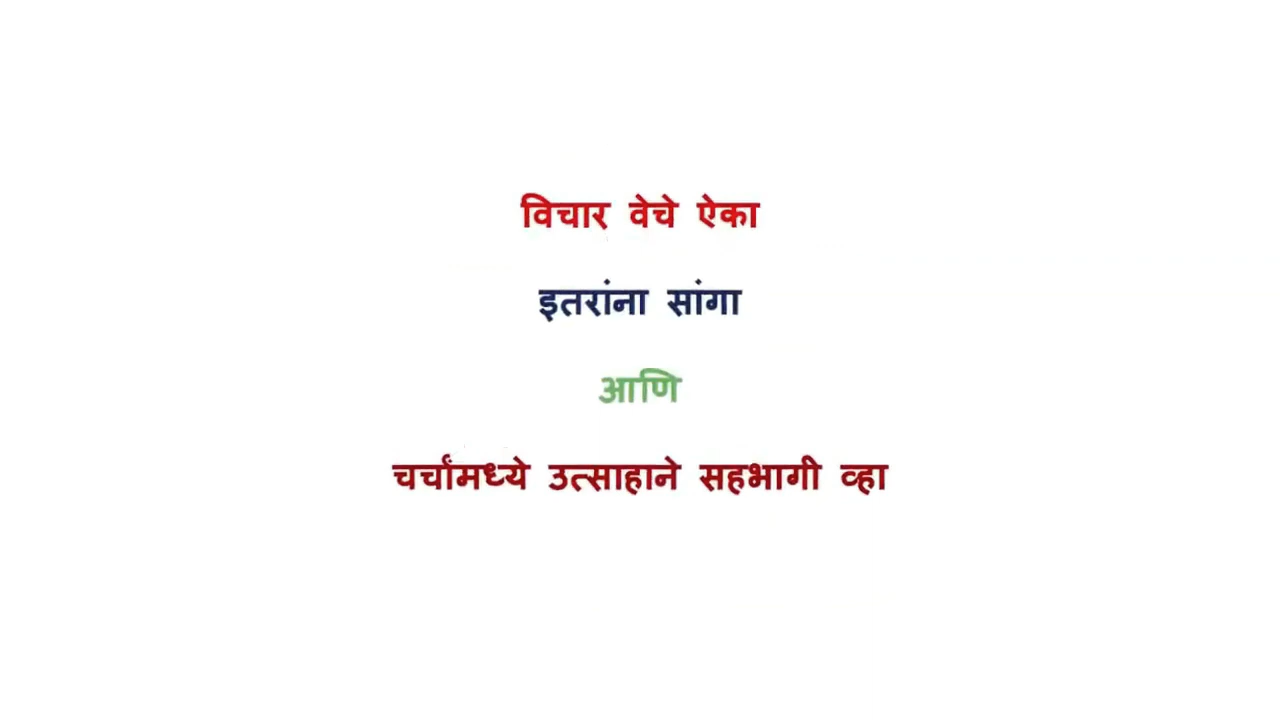 विचार वेचे ऐका
इतरांना सांगा
आणि
चर्चांमध्ये उत्साहाने सहभागी व्हा